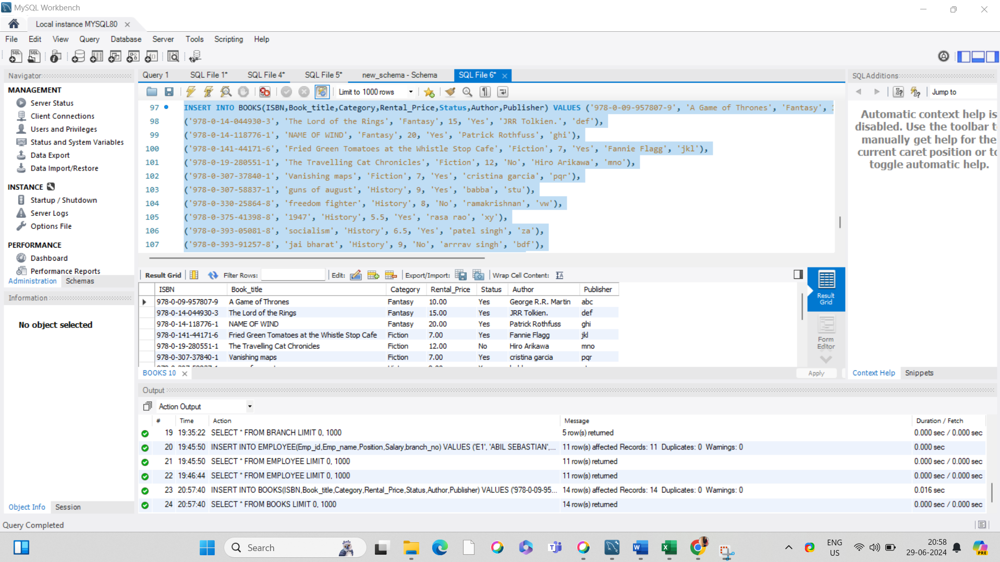 MySQL Workbench
Local instance MYSQL80
File Edit View Query Database Server Tools Scripting Help
Navigator
MANAGEMENT
Server Status
Client Connections
Users and Privileges
Status and System Variables
Data Export
Data Import/Restore
INSTANCE
Startup / Shutdown
Server Logs
Options File
PERFORMANCE
Dashboard
Performance Reports
Administration Schemas
Information
No object selected
Object Info Session
Query 1 SQL File 1* SQL File 4* SQL File 5* new_schema - Schema SQL File 6*
Limit to 1000 rows
97 INSERT INTO BOOKS(ISBN,Book_title,Category,Rental_Price,Status,Author,Publisher) VALUES ('978-0-09-957807-9', 'A Game of Thrones', 'Fantasy',
98 ('978-0-14-044930-3', 'The Lord of the Rings', 'Fantasy', 15, 'Yes', 'JRR Tolkien.', 'def'),
99 ('978-0-14-118776-1', 'NAME OF WIND', 'Fantasy', 20, 'Yes', 'Patrick Rothfuss', 'ghi'),
100 ('978-0-141-44171-6', 'Fried Green Tomatoes at the Whistle Stop Cafe', 'Fiction', 7, 'Yes', 'Fannie Flagg', 'jkl'),
101 ('978-0-19-280551-1', 'The Travelling Cat Chronicles', 'Fiction', 12, 'No', 'Hiro Arikawa', 'mno'),
102 ('978-0-307-37840-1', 'Vanishing maps', 'Fiction', 7, 'Yes', 'cristina garcia', 'pqr'),
103 ('978-0-307-58837-1', 'guns of august', 'History', 9, 'Yes', 'babba', 'stu'),
104 ('978-0-330-25864-8', 'freedom fighter', 'History', 8, 'No', 'ramakrishnan', 'vw'),
105 ('978-0-375-41398-8', '1947', 'History', 5.5, 'Yes', 'rasa rao', 'xy'),
106 ('978-0-393-05081-8', 'socialism', 'History', 6.5, 'Yes', 'patel singh', 'za'),
107 ('978-0-393-91257-8', 'jai bharat', 'History', 9, 'No', 'arrrav singh', 'bdf'),
Result Grid Filter Rows: Edit: Export/Import: Wrap Cell Content:
ISBN Book_title Category Rental_Price Status Author Publisher
978-0-09-957807-9 A Game of Thrones Fantasy 10.00 Yes George R.R. Martin abc
978-0-14-044930-3 The Lord of the Rings Fantasy 15.00 Yes JRR Tolkien. def
978-0-14-118776-1 NAME OF WIND Fantasy 20.00 Yes Patrick Rothfuss ghi
978-0-141-44171-6 Fried Green Tomatoes at the Whistle Stop Cafe Fiction 7.00 Yes Fannie Flagg jkl
978-0-19-280551-1 The Travelling Cat Chronicles Fiction 12.00 No Hiro Arikawa mno
978-0-307-37840-1 Vanishing maps Fiction 7.00 Yes cristina garcia pqr
Result
Grid
Form
Editor
BOOKS 10
Apply
SQLAdditions
Jump to
Automatic context help is
disabled. Use the toolbar
manually get help for the
current caret position or
toggle automatic help.
Context Help Snippets
Output
Action Output
# Time Action Message Duration / Fetch
19 19:35:22 SELECT * FROM BRANCH LIMIT 0, 1000 5 row(s) returned 0.000 sec / 0.000 sec
20 19:45:50 INSERT INTO EMPLOYEE(Emp_id,Emp_name,Position,Salary,branch_no) VALUES ('E1', 'ABIL SEBASTIAN',... 11 row(s) affected Records: 11 Duplicates: 0 Warnings: 0 0.000 sec
21 19:45:50 SELECT * FROM EMPLOYEE LIMIT 0, 1000 11 row(s) returned 0.000 sec / 0.000 sec
22 19:46:44 SELECT * FROM EMPLOYEE LIMIT 0, 1000 11 row(s) returned 0.000 sec / 0.000 sec
23 20:57:40 INSERT INTO BOOKS(ISBN,Book_title,Category,Rental_Price,Status,Author,Publisher) VALUES ('978-0-09-95... 14 row(s) affected Records: 14 Duplicates: 0 Warnings: 0 0.016 sec
24 20:57:40 SELECT * FROM BOOKS LIMIT 0, 1000 14 row(s) returned 0.000 sec / 0.000 sec
Query Completed
Search
ENG
US
20:58
29-06-2024
PRE